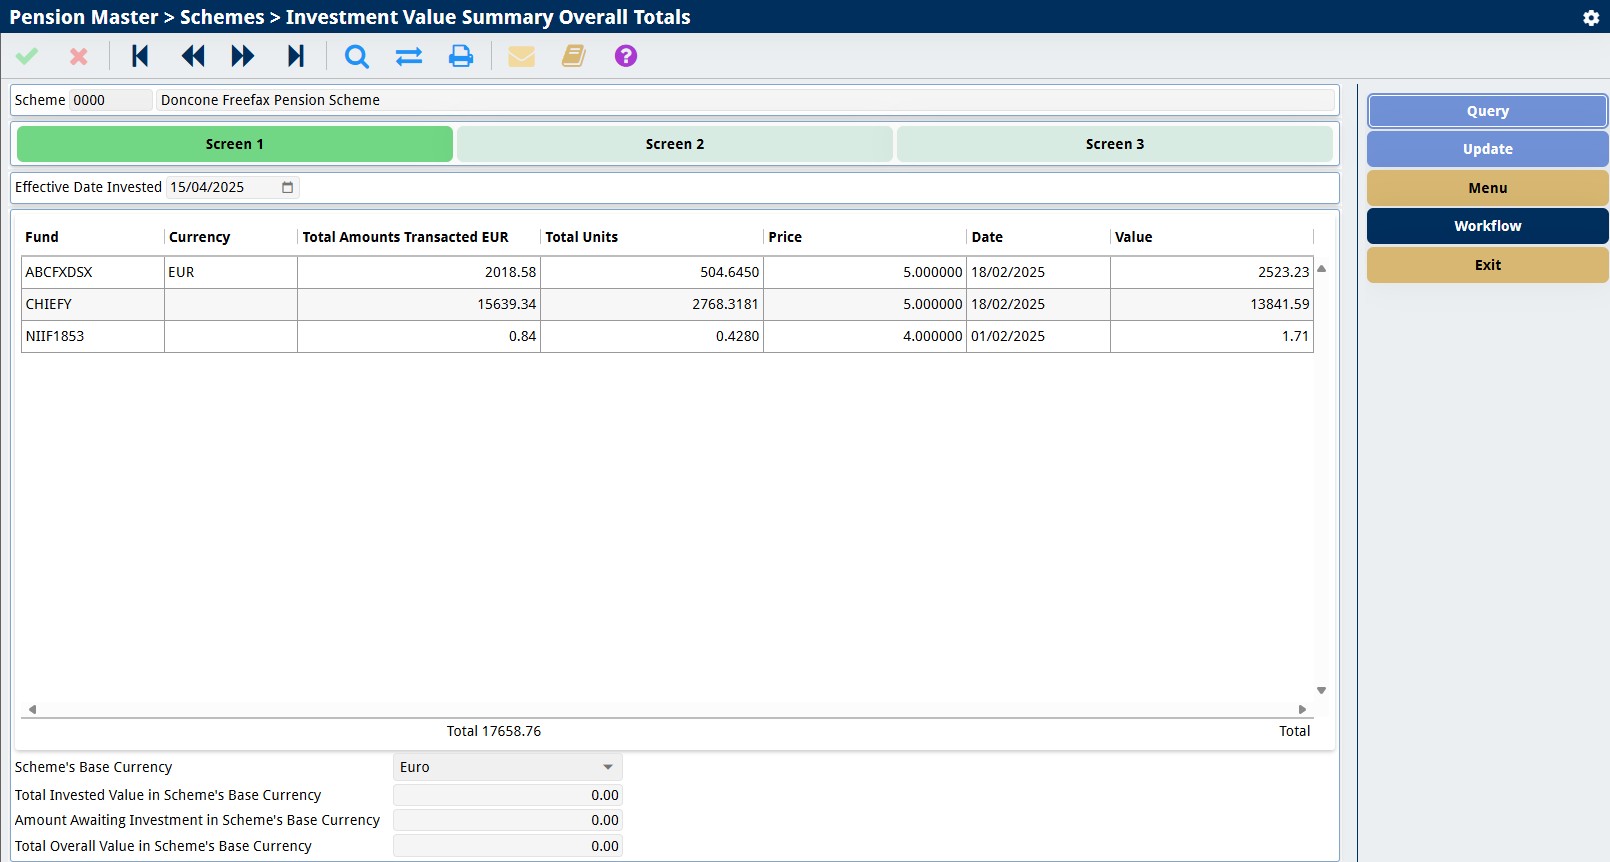 Pension Master > Schemes > Investment Value Summary Overall Totals
Scheme 0000 Doncone Freefax Pension Scheme
Screen 1 Screen 2 Screen 3
Effective Date Invested 15/04/2025
Fund Currency Total Amounts Transacted EUR Total Units Price Date Value
ABCFXDSX EUR 2018.58 504.6450 5.000000 18/02/2025 2523.23
CHIEFY 15639.34 2768.3181 5.000000 18/02/2025 13841.59
NIIF1853 0.84 0.4280 4.000000 01/02/2025 1.71
Total 17658.76 Total
Scheme's Base Currency Euro
Total Invested Value in Scheme's Base Currency 0.00
Amount Awaiting Investment in Scheme's Base Currency 0.00
Total Overall Value in Scheme's Base Currency 0.00
Query
Update
Menu
Workflow
Exit